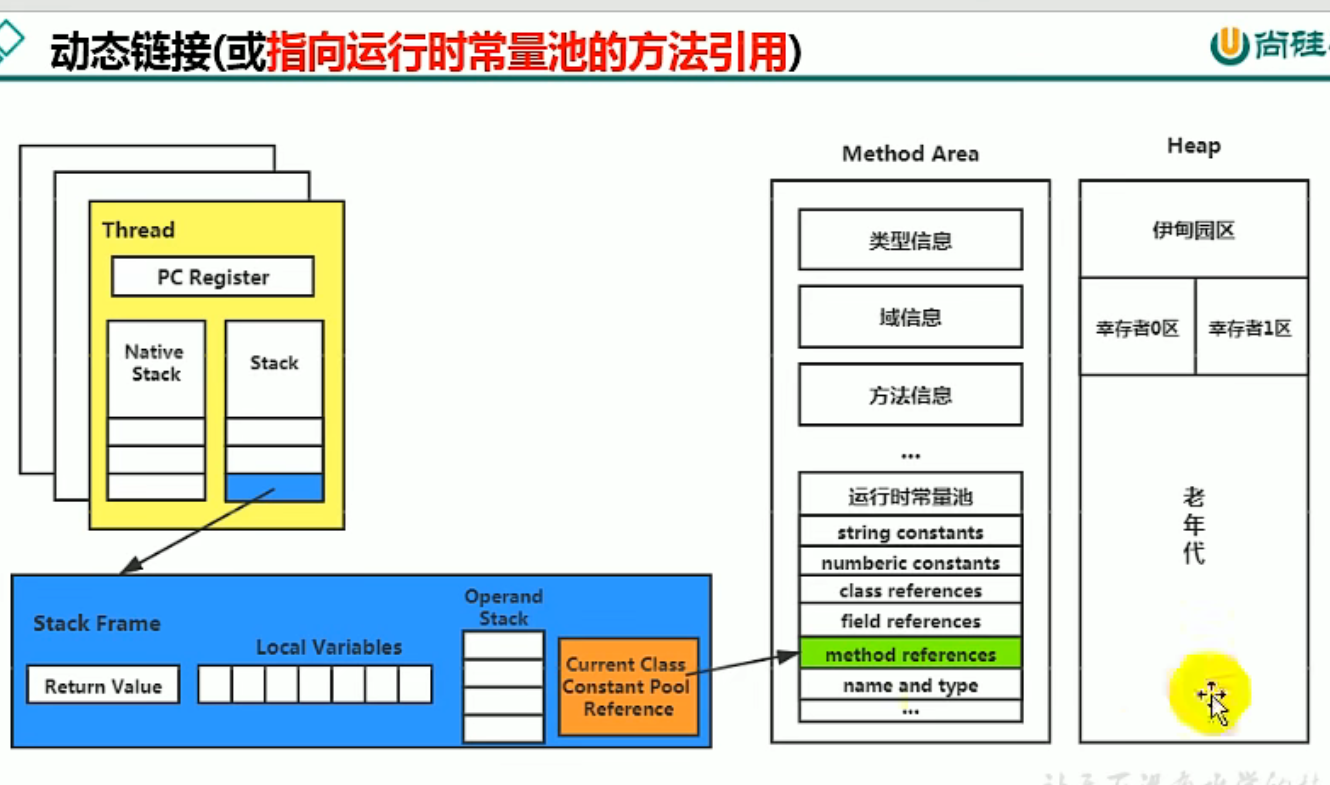 动态链接(或指向运行时常量池的方法引用)
尚硅
Thread
PC Register
Native
Stack
Stack
Stack Frame
Return Value
Local Variables
Operand
Stack
Current Class
Constant Pool
Reference
Method Area
类型信息
域信息
方法信息
...
运行时常量池
string constants
numberic constants
class references
field references
method references
name and type
...
Heap
伊甸园区
幸存者0区
幸存者1区
老
年
代